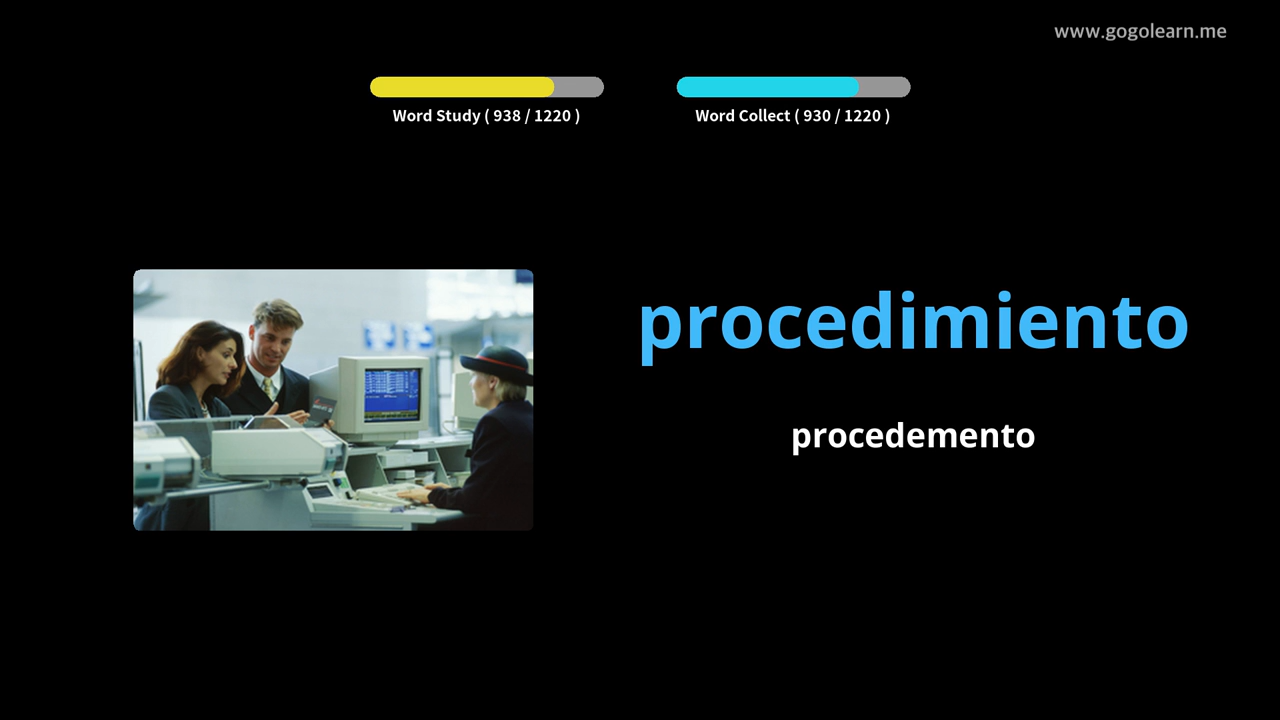 www.gogolearn.me
Word Study ( 938 / 1220 )
Word Collect ( 930 / 1220 )
procedimiento
procedemento